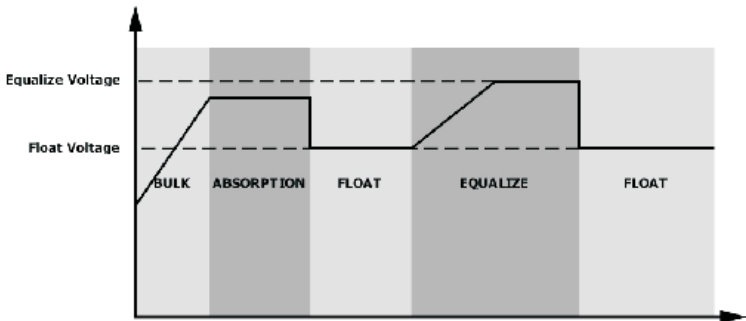 Equalize Voltage
Float Voltage
BULK ABSORPTION FLOAT EQUALIZE FLOAT